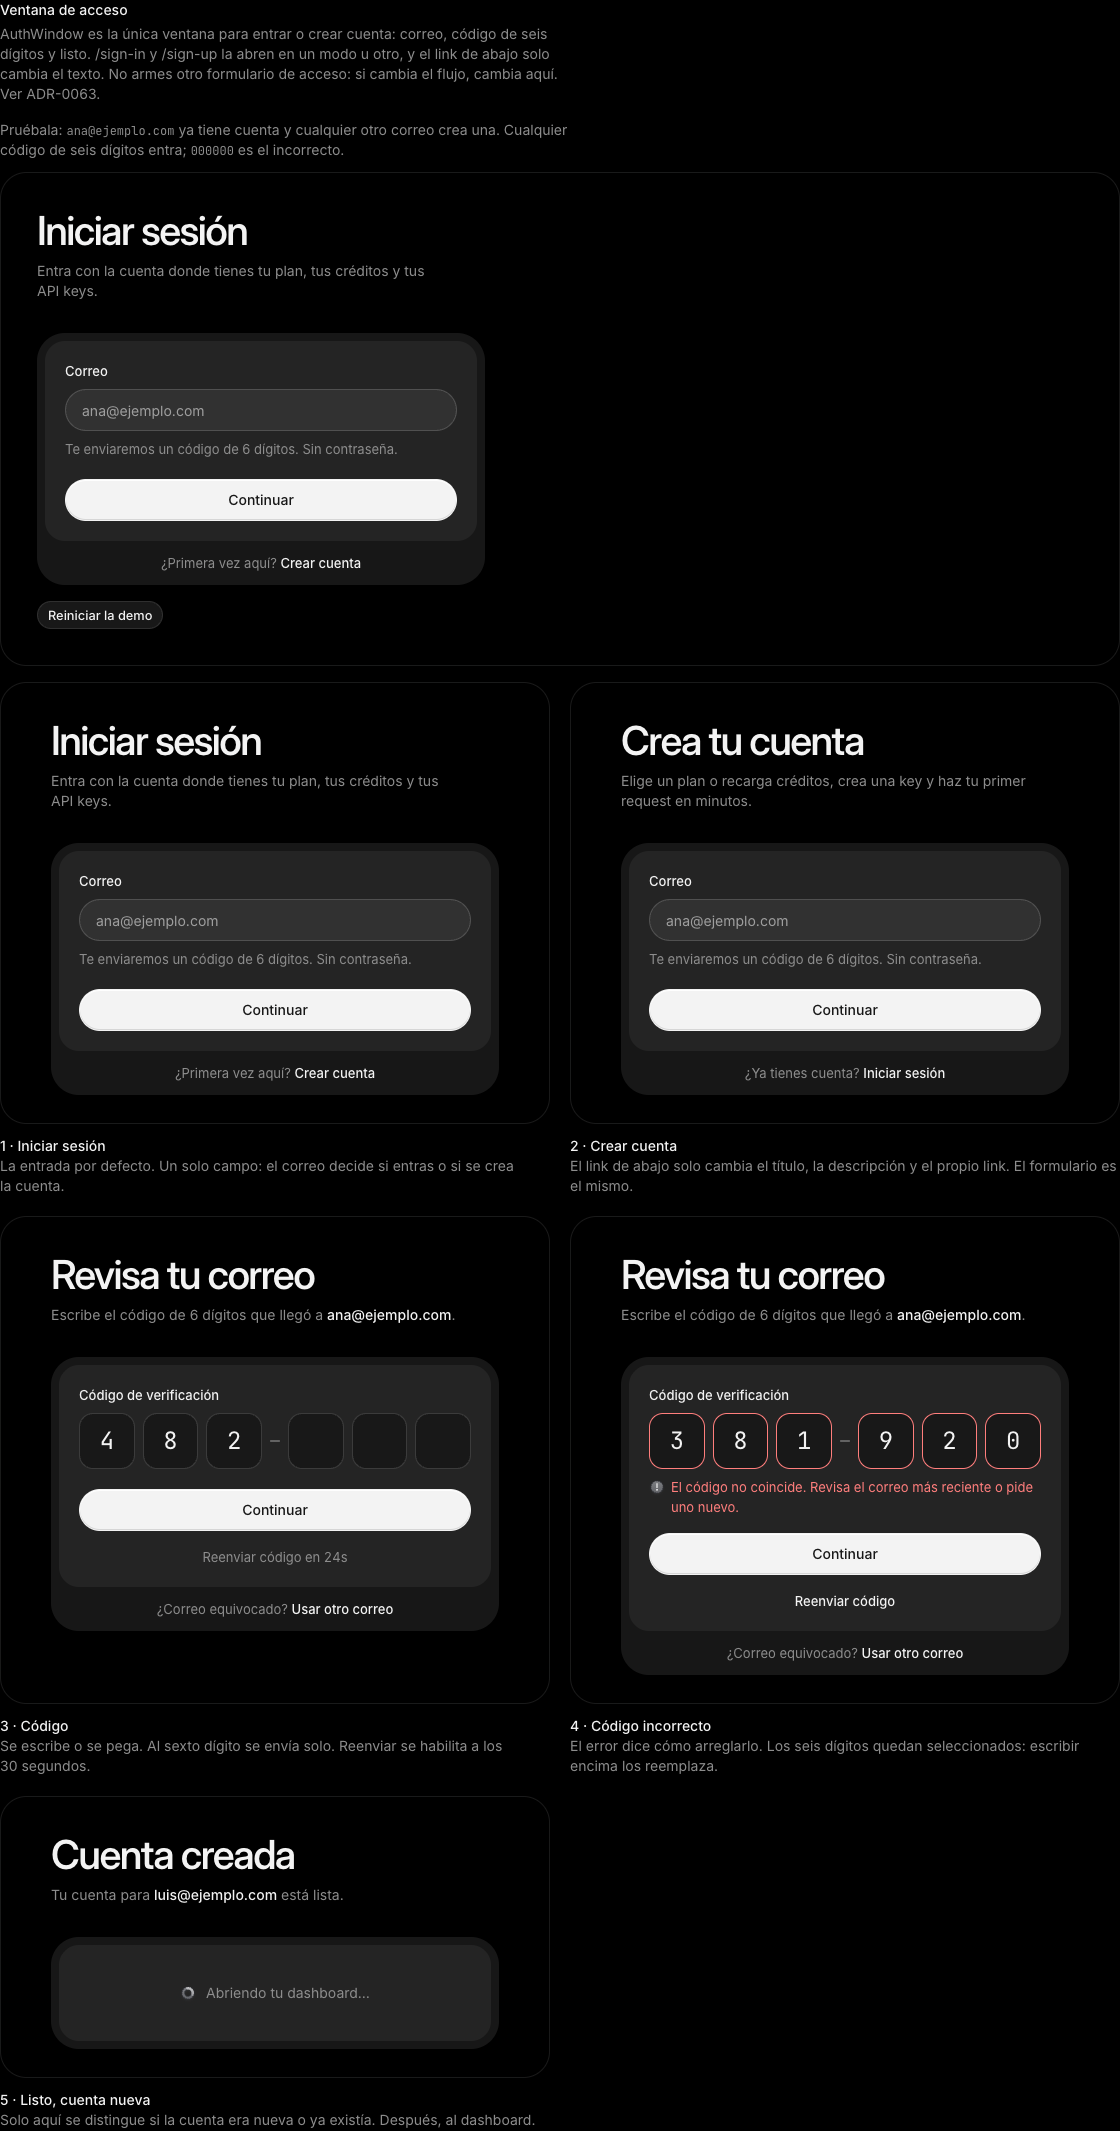 Ventana de acceso
AuthWindow es la única ventana para entrar o crear cuenta: correo, código de seis
dígitos y listo. /sign-in y /sign-up la abren en un modo u otro, y el link de abajo solo
cambia el texto. No armes otro formulario de acceso: si cambia el flujo, cambia aquí.
Ver ADR-0063.
Pruébala: ana@ejemplo.com ya tiene cuenta y cualquier otro correo crea una. Cualquier
código de seis dígitos entra; 000000 es el incorrecto.
Iniciar sesión
Entra con la cuenta donde tienes tu plan, tus créditos y tus
API keys.
Correo
ana@ejemplo.com
Te enviaremos un código de 6 dígitos. Sin contraseña.
Continuar
¿Primera vez aquí? Crear cuenta
Reiniciar la demo
Iniciar sesión
Entra con la cuenta donde tienes tu plan, tus créditos y tus
API keys.
Correo
ana@ejemplo.com
Te enviaremos un código de 6 dígitos. Sin contraseña.
Continuar
¿Primera vez aquí? Crear cuenta
1 · Iniciar sesión
La entrada por defecto. Un solo campo: el correo decide si entras o si se crea
la cuenta.
Crea tu cuenta
Elige un plan o recarga créditos, crea una key y haz tu primer
request en minutos.
Correo
ana@ejemplo.com
Te enviaremos un código de 6 dígitos. Sin contraseña.
Continuar
¿Ya tienes cuenta? Iniciar sesión
2 · Crear cuenta
El link de abajo solo cambia el título, la descripción y el propio link. El formulario es
el mismo.
Revisa tu correo
Escribe el código de 6 dígitos que llegó a ana@ejemplo.com.
Código de verificación
4 8 2 –
Continuar
Reenviar código en 24s
¿Correo equivocado? Usar otro correo
3 · Código
Se escribe o se pega. Al sexto dígito se envía solo. Reenviar se habilita a los
30 segundos.
Revisa tu correo
Escribe el código de 6 dígitos que llegó a ana@ejemplo.com.
Código de verificación
3 8 1 – 9 2 0
El código no coincide. Revisa el correo más reciente o pide
uno nuevo.
Continuar
Reenviar código
¿Correo equivocado? Usar otro correo
4 · Código incorrecto
El error dice cómo arreglarlo. Los seis dígitos quedan seleccionados: escribir
encima los reemplaza.
Cuenta creada
Tu cuenta para luis@ejemplo.com está lista.
Abriendo tu dashboard...
5 · Listo, cuenta nueva
Solo aquí se distingue si la cuenta era nueva o ya existía. Después, al dashboard.